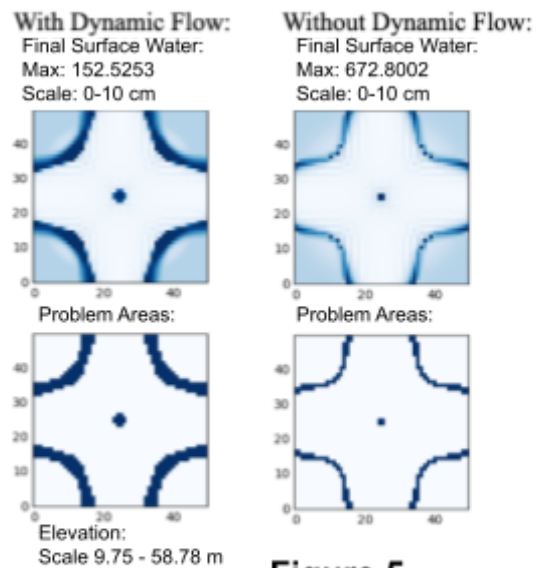 With Dynamic Flow:
Final Surface Water:
Max: 152.5253
Scale: 0-10 cm
40
30
20
10
0
0
20
40
Problem Areas:
40
30
20
10
0
0
20
40
Elevation:
Scale 9.75 - 58.78 m
Without Dynamic Flow:
Final Surface Water:
Max: 672.8002
Scale: 0-10 cm
40
30
20
10
0
0
20
40
Problem Areas:
40
30
20
10
0
0
20
40
Figure 5